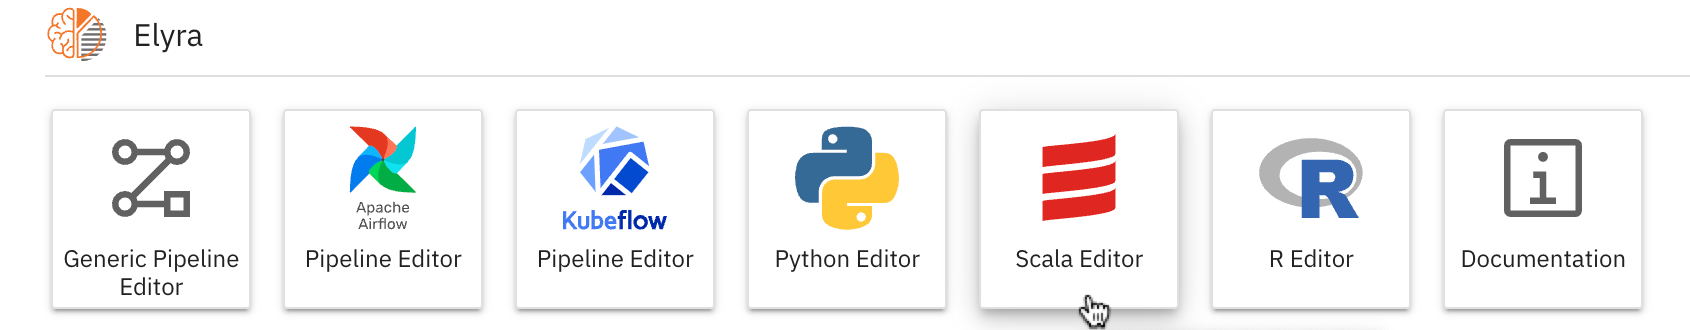 Elyra
Apache
Airflow
Kubeflow
Generic Pipeline
Editor
Pipeline Editor
Pipeline Editor
Python Editor
Scala Editor
R Editor
Documentation